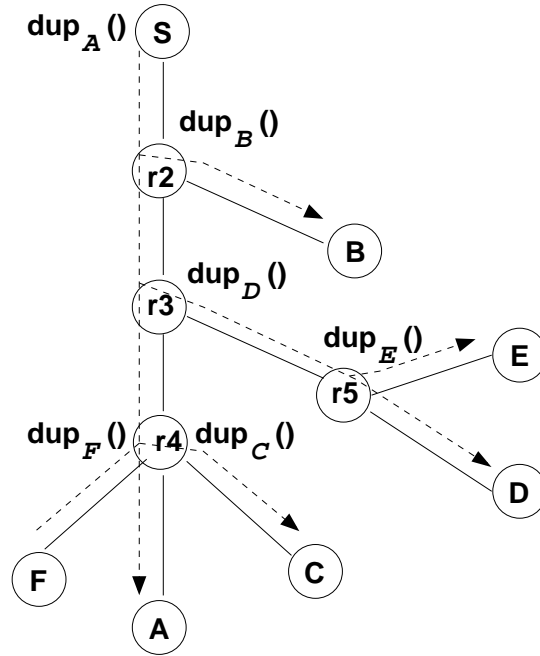 dup_A() S
dup_B()
r2
B
dup_D()
r3
dup_E()
E
r5
dup_F() r4 dup_C()
D
F
C
A